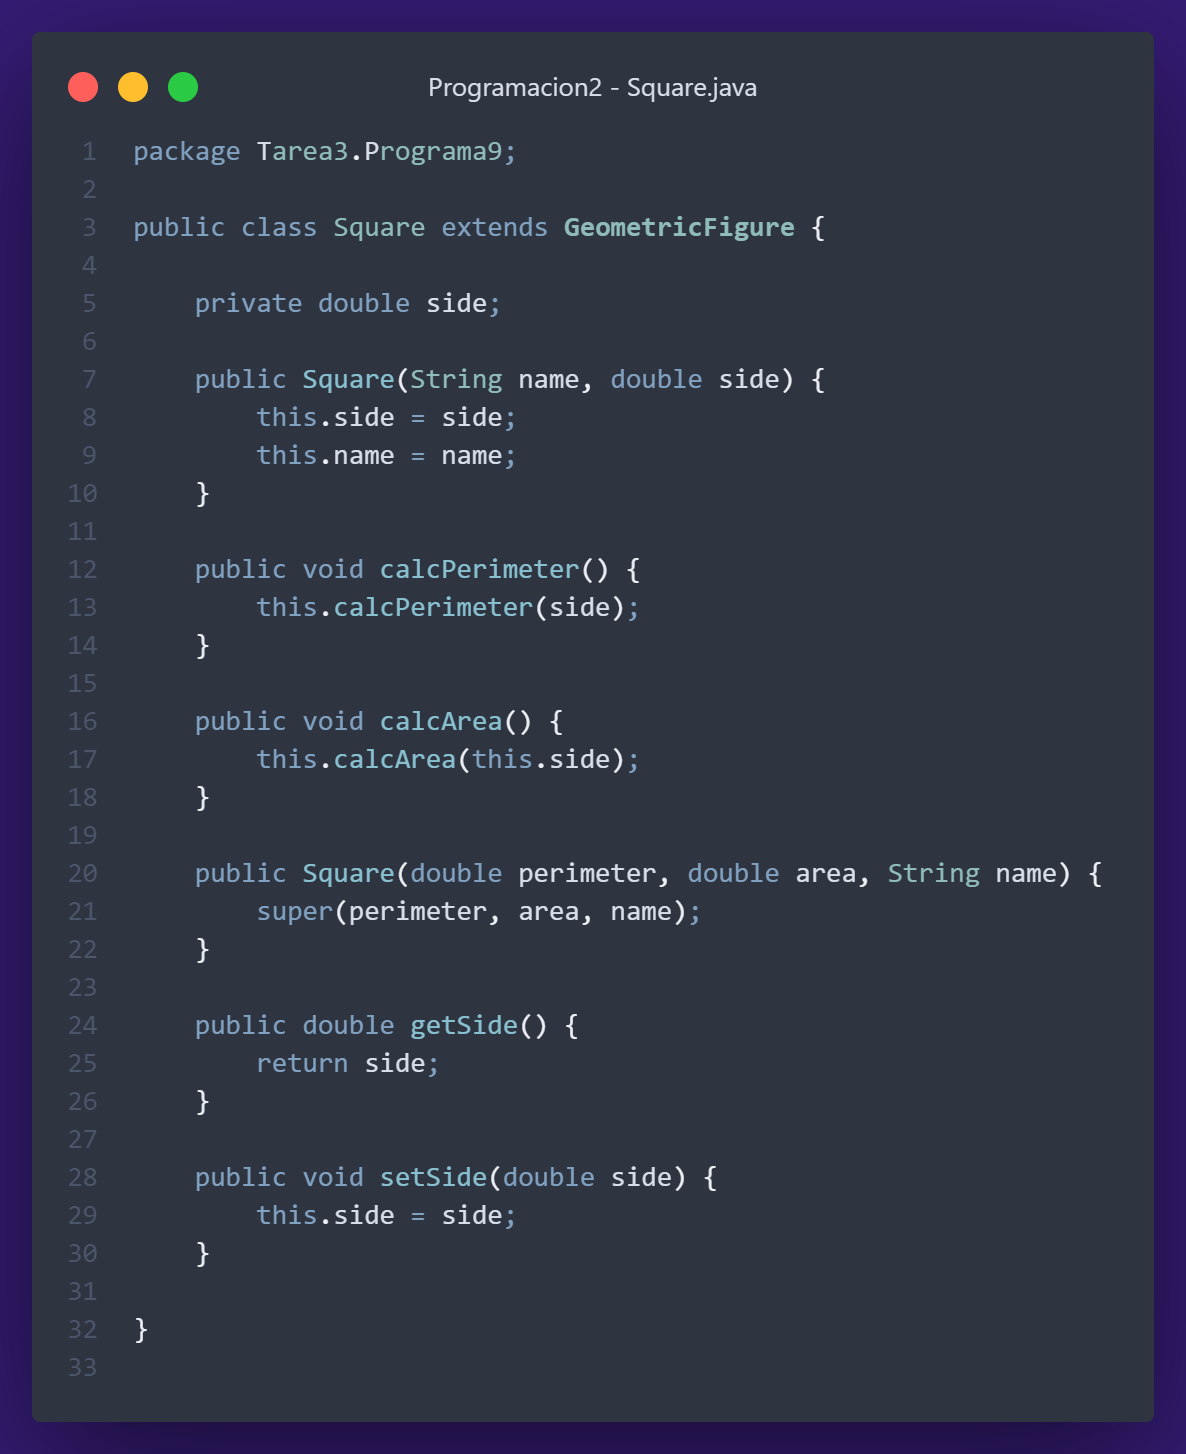 Programacion2 - Square.java
1 package Tarea3.Programa9;
2
3 public class Square extends GeometricFigure {
4
5     private double side;
6
7     public Square(String name, double side) {
8         this.side = side;
9         this.name = name;
10     }
11
12     public void calcPerimeter() {
13         this.calcPerimeter(side);
14     }
15
16     public void calcArea() {
17         this.calcArea(this.side);
18     }
19
20     public Square(double perimeter, double area, String name) {
21         super(perimeter, area, name);
22     }
23
24     public double getSide() {
25         return side;
26     }
27
28     public void setSide(double side) {
29         this.side = side;
30     }
31
32 }
33